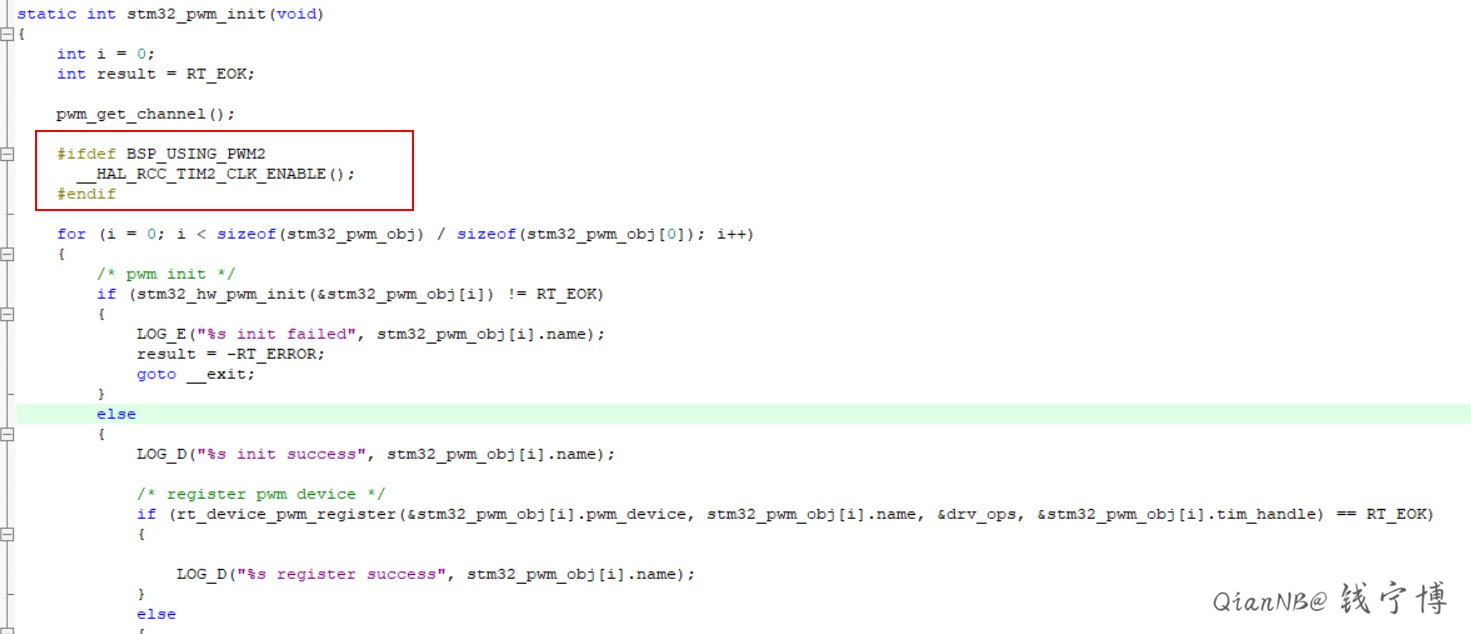 static int stm32_pwm_init(void)
{
    int i = 0;
    int result = RT_EOK;
    pwm_get_channel();
    #ifdef BSP_USING_PWM2
      __HAL_RCC_TIM2_CLK_ENABLE();
    #endif
    for (i = 0; i < sizeof(stm32_pwm_obj) / sizeof(stm32_pwm_obj[0]); i++)
    {
        /* pwm init */
        if (stm32_hw_pwm_init(&stm32_pwm_obj[i]) != RT_EOK)
        {
            LOG_E("%s init failed", stm32_pwm_obj[i].name);
            result = -RT_ERROR;
            goto __exit;
        }
        else
        {
            LOG_D("%s init success", stm32_pwm_obj[i].name);
            /* register pwm device */
            if (rt_device_pwm_register(&stm32_pwm_obj[i].pwm_device, stm32_pwm_obj[i].name, &drv_ops, &stm32_pwm_obj[i].tim_handle) == RT_EOK)
            {
                LOG_D("%s register success", stm32_pwm_obj[i].name);
            }
            else
            {
QianNB@ 钱宁博